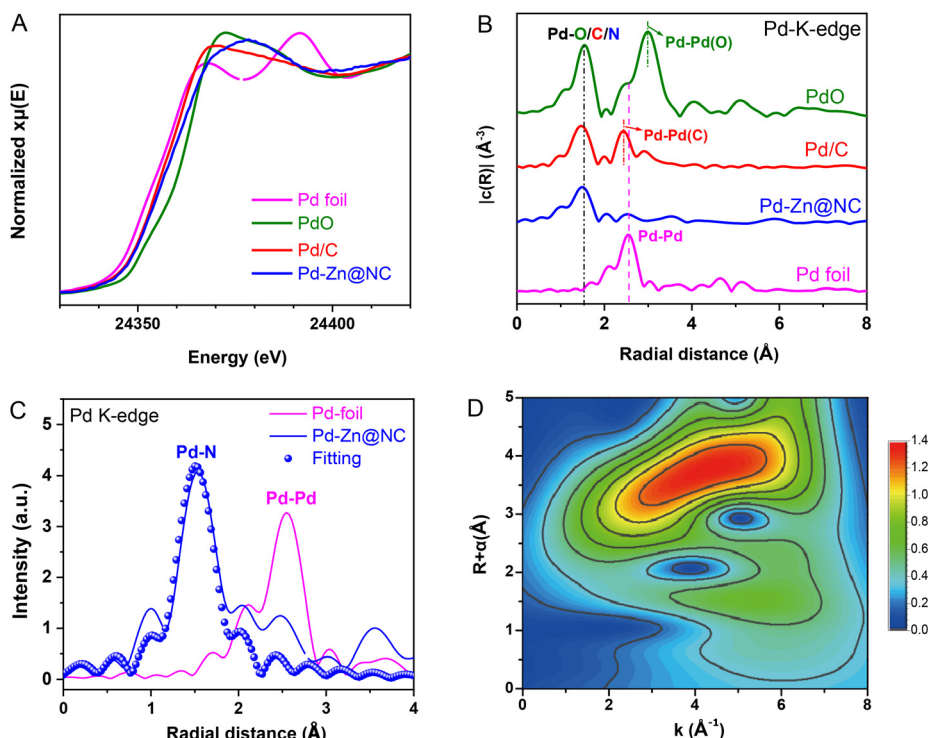 A
Normalized xμ(E)
Pd foil
PdO
Pd/C
Pd-Zn@NC
24350 24400
Energy (eV)
B
Pd-K-edge
Pd-O/C/N
Pd-Pd(O)
PdO
Pd-Pd(C)
Pd/C
Pd-Zn@NC
Pd-Pd
Pd foil
|c(R)| (Å⁻³)
0 2 4 6 8
Radial distance (Å)
C
Pd K-edge
Pd-foil
Pd-Zn@NC
Fitting
Pd-N
Pd-Pd
Intensity (a.u.)
5
4
3
2
1
0
0 1 2 3 4
Radial distance (Å)
D
R+α(Å)
5
4
3
2
1
0
0 2 4 6 8
k (Å⁻¹)
1.4
1.2
1.0
0.8
0.6
0.4
0.2
0.0